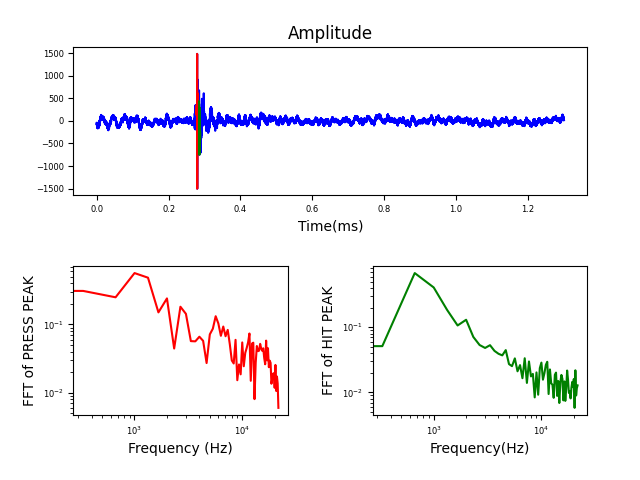 Amplitude
1500
1000
500
0
−500
−1000
−1500
0.0 0.2 0.4 0.6 0.8 1.0 1.2
Time(ms)
FFT of PRESS PEAK
10⁻¹
10⁻²
10³ 10⁴
Frequency (Hz)
FFT of HIT PEAK
10⁻¹
10⁻²
10³ 10⁴
Frequency(Hz)